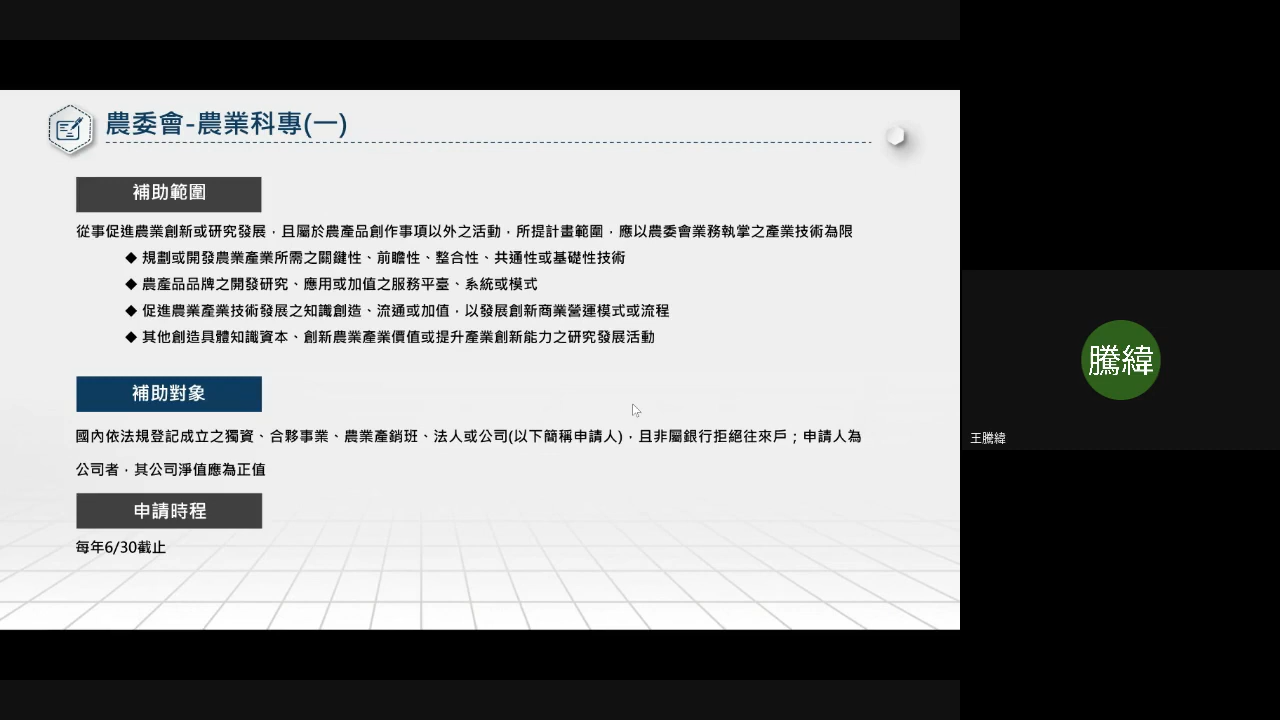 農委會-農業科專(一)
補助範圍
從事促進農業創新或研究發展，且屬於農產品創作事項以外之活動，所提計畫範圍，應以農委會業務執掌之產業技術為限
◆ 規劃或開發農業產業所需之關鍵性、前瞻性、整合性、共通性或基礎性技術
◆ 農產品品牌之開發研究、應用或加值之服務平臺、系統或模式
◆ 促進農業產業技術發展之知識創造、流通或加值，以發展創新商業營運模式或流程
◆ 其他創造具體知識資本、創新農業產業價值或提升產業創新能力之研究發展活動
補助對象
國內依法規登記成立之獨資、合夥事業、農業產銷班、法人或公司(以下簡稱申請人)，且非屬銀行拒絕往來戶；申請人為
公司者，其公司淨值應為正值
申請時程
每年6/30截止
騰緯
王騰緯